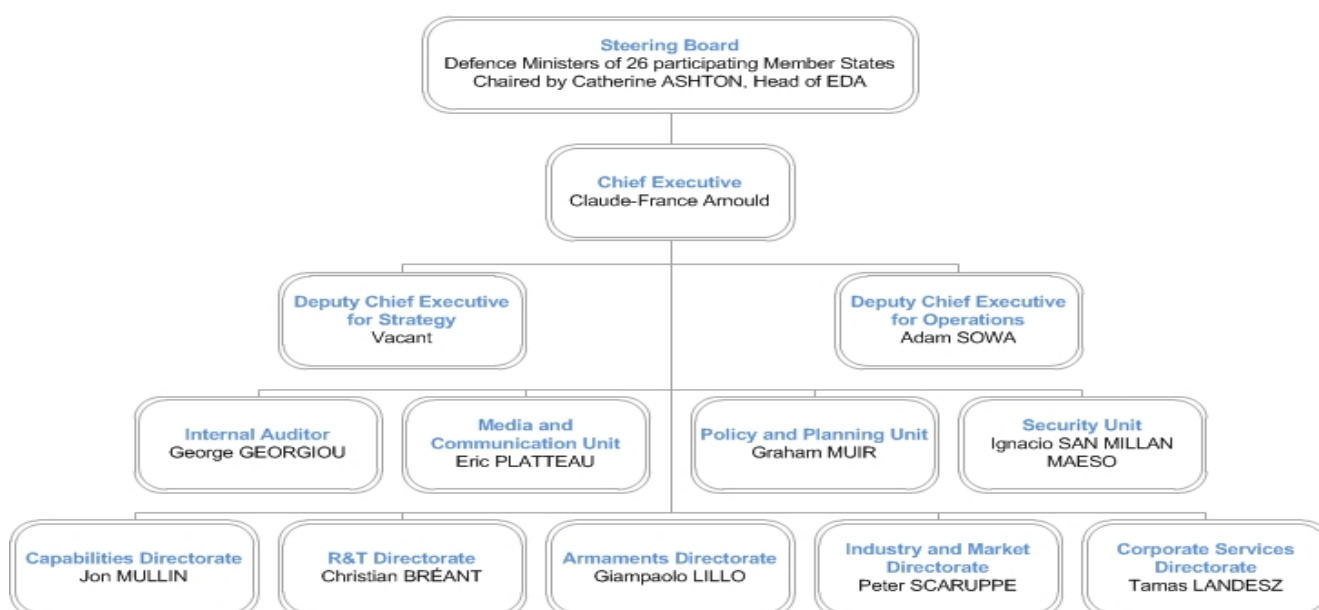 Steering Board
Defence Ministers of 26 participating Member States
Chaired by Catherine ASHTON, Head of EDA
Chief Executive
Claude-France Arnould
Deputy Chief Executive
for Strategy
Vacant
Deputy Chief Executive
for Operations
Adam SOWA
Internal Auditor
George GEORGIOU
Media and
Communication Unit
Eric PLATTEAU
Policy and Planning Unit
Graham MUIR
Security Unit
Ignacio SAN MILLAN
MAESO
Capabilities Directorate
Jon MULLIN
R&T Directorate
Christian BRÉANT
Armaments Directorate
Giampaolo LILLO
Industry and Market
Directorate
Peter SCARUPPE
Corporate Services
Directorate
Tamas LANDESZ